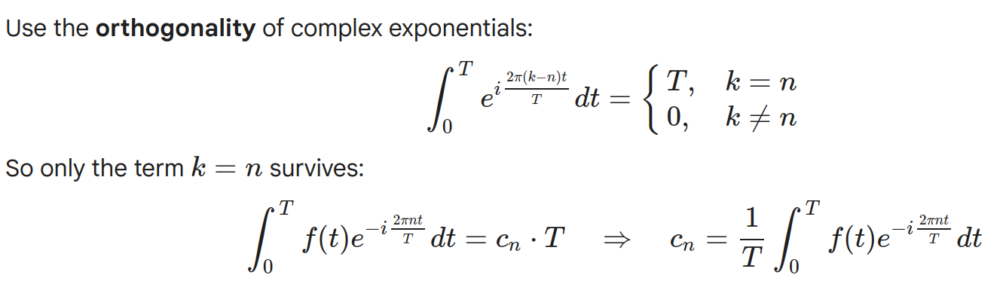 Use the orthogonality of complex exponentials:
$$\int_0^T e^{i\frac{2\pi(k-n)t}{T}} dt = \begin{cases} T, & k = n \\ 0, & k \neq n \end{cases}$$
So only the term $k = n$ survives:
$$\int_0^T f(t)e^{-i\frac{2\pi nt}{T}} dt = c_n \cdot T \quad \Rightarrow \quad c_n = \frac{1}{T} \int_0^T f(t)e^{-i\frac{2\pi nt}{T}} dt$$